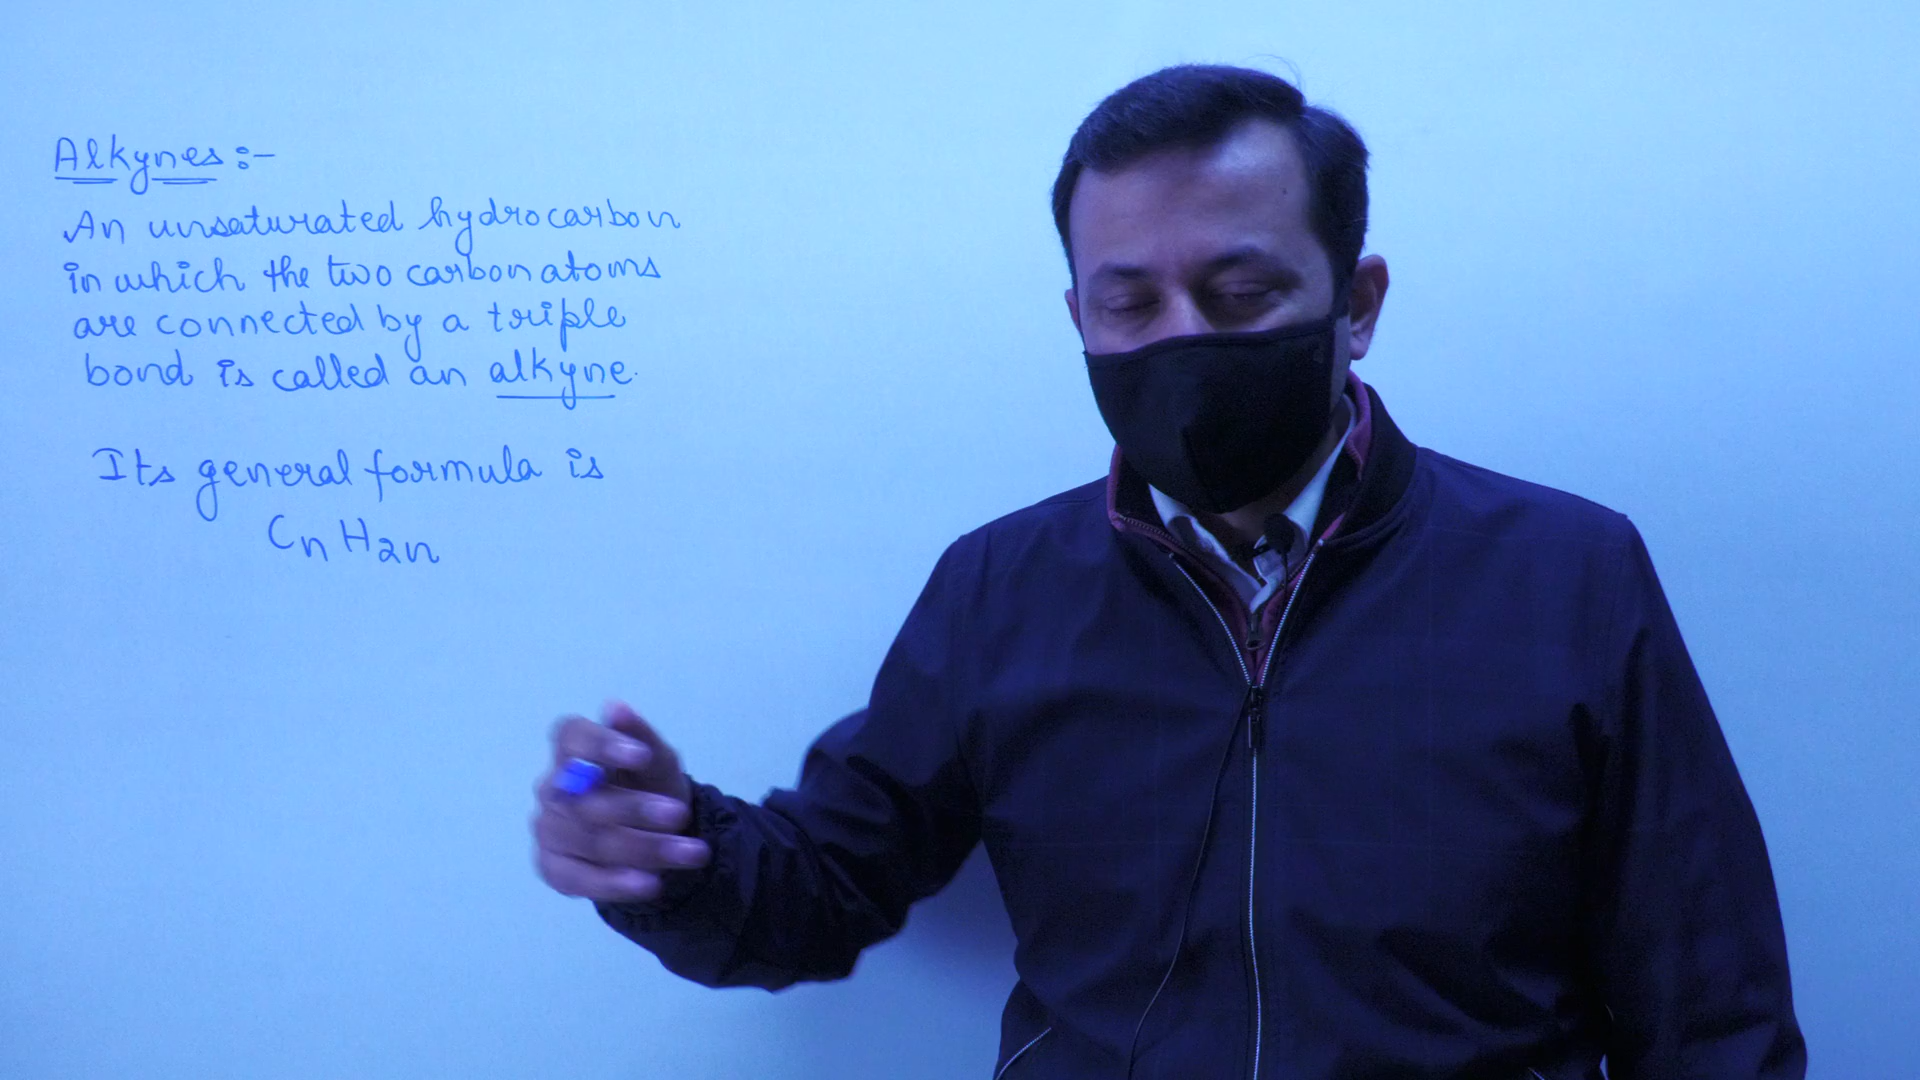 Alkynes :-
An unsaturated hydrocarbon
in which the two carbon atoms
are connected by a triple
bond is called an alkyne.
Its general formula is
CnH2n